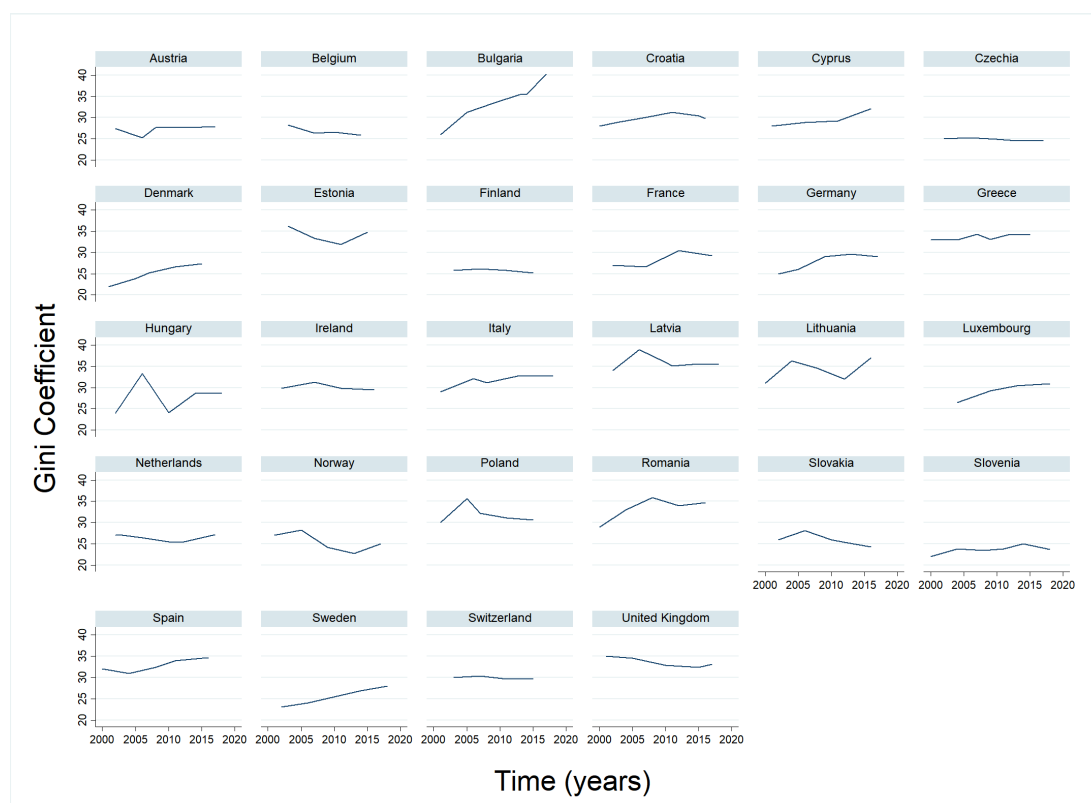 Austria Belgium Bulgaria Croatia Cyprus Czechia
40
35
30
25
20
Denmark Estonia Finland France Germany Greece
40
35
30
25
20
Hungary Ireland Italy Latvia Lithuania Luxembourg
40
35
30
25
20
Netherlands Norway Poland Romania Slovakia Slovenia
40
35
30
25
20
2000 2005 2010 2015 2020 2000 2005 2010 2015 2020
Spain Sweden Switzerland United Kingdom
40
35
30
25
20
2000 2005 2010 2015 2020 2000 2005 2010 2015 2020 2000 2005 2010 2015 2020 2000 2005 2010 2015 2020
Gini Coefficient
Time (years)